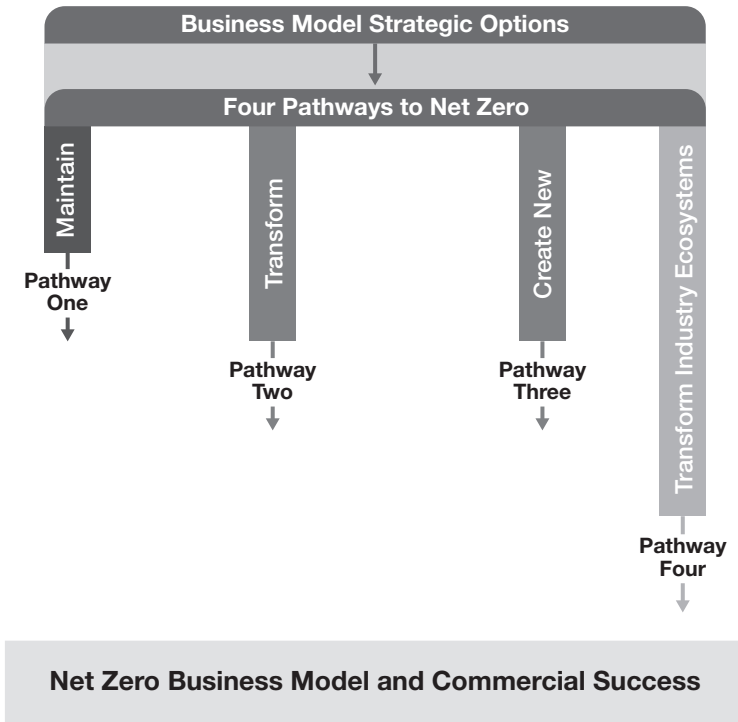 Business Model Strategic Options
Four Pathways to Net Zero
Maintain
Pathway
One
Transform
Pathway
Two
Create New
Pathway
Three
Transform Industry Ecosystems
Pathway
Four
Net Zero Business Model and Commercial Success